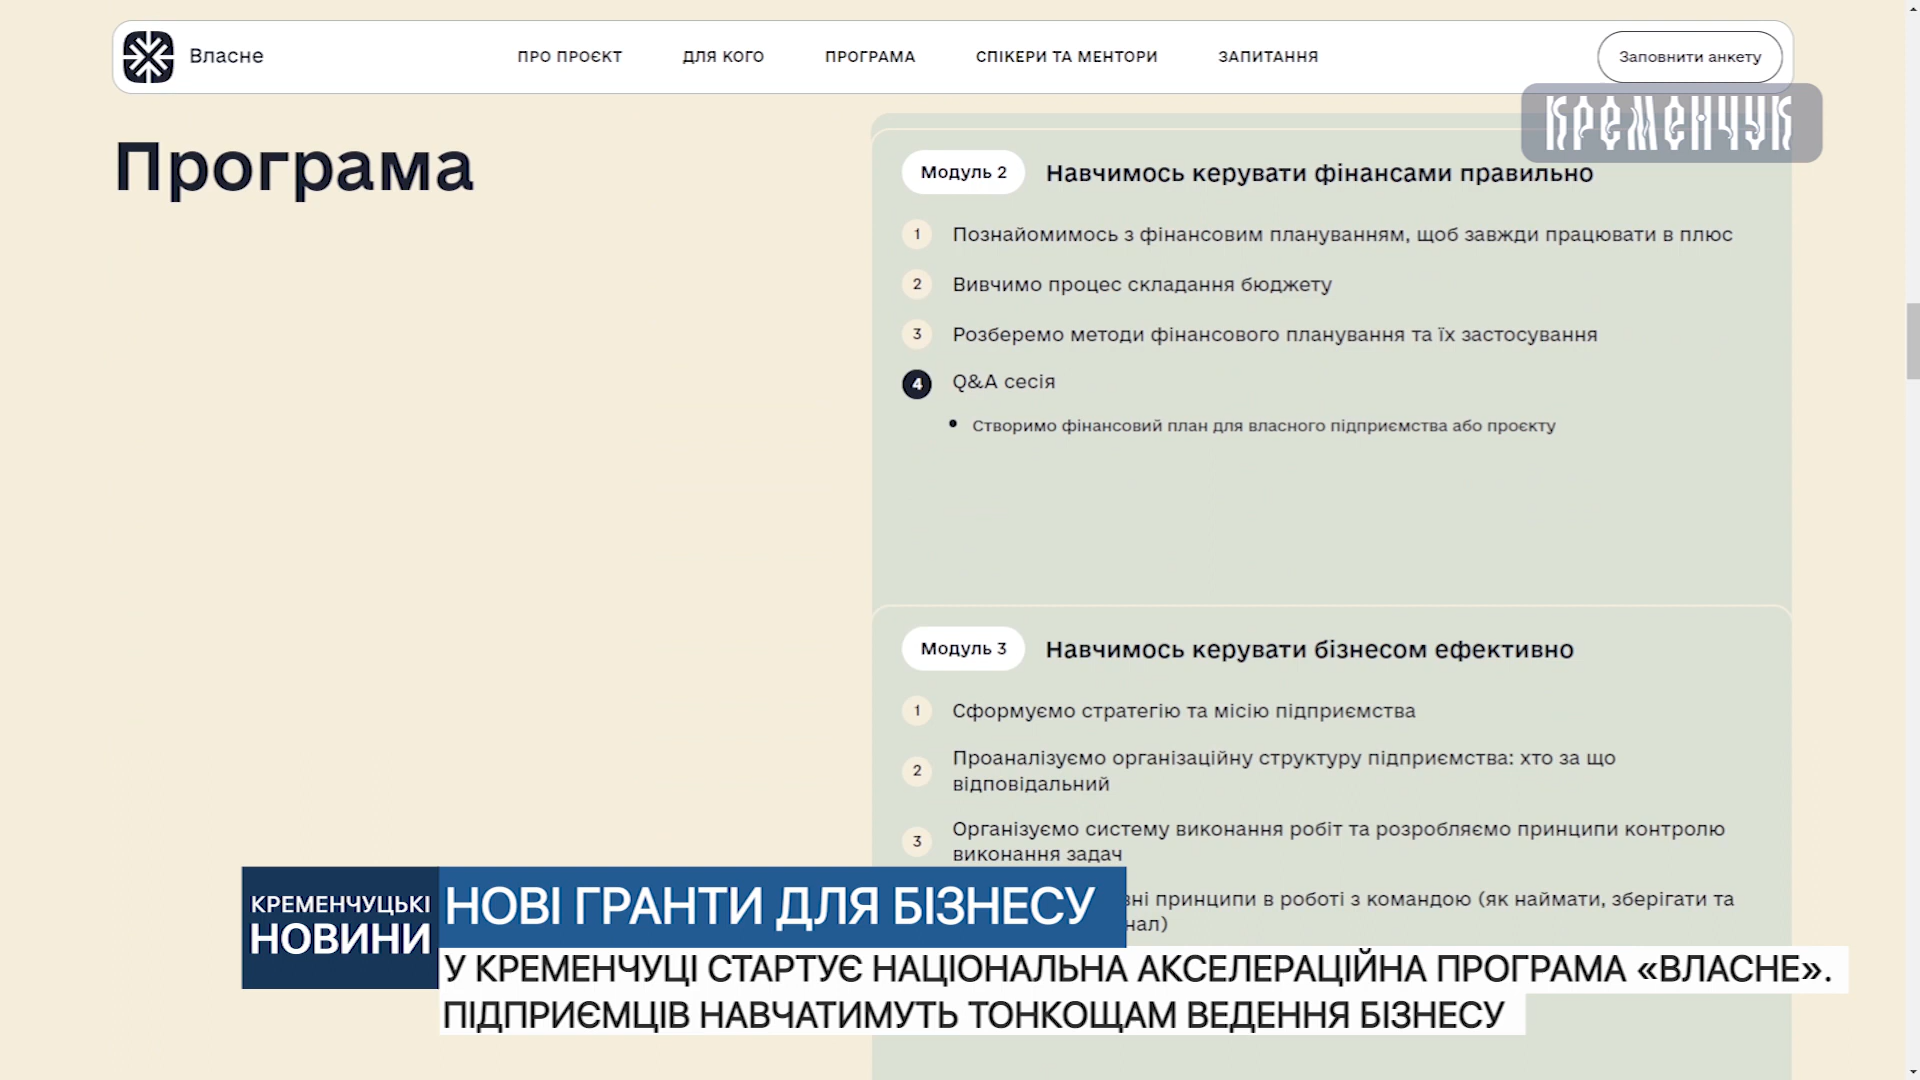 Власне
ПРО ПРОЄКТ
ДЛЯ КОГО
ПРОГРАМА
СПІКЕРИ ТА МЕНТОРИ
ЗАПИТАННЯ
Заповнити анкету
КРЕМЕНЧУК
Програма
Модуль 2
Навчимось керувати фінансами правильно
1 Познайомимось з фінансовим плануванням, щоб завжди працювати в плюс
2 Вивчимо процес складання бюджету
3 Розберемо методи фінансового планування та їх застосування
4 Q&A сесія
• Створимо фінансовий план для власного підприємства або проєкту
Модуль 3
Навчимось керувати бізнесом ефективно
1 Сформуємо стратегію та місію підприємства
2 Проаналізуємо організаційну структуру підприємства: хто за що
відповідальний
3 Організуємо систему виконання робіт та розробляємо принципи контролю
виконання задач
принципи в роботі з командою (як наймати, зберігати та
КРЕМЕНЧУЦЬКІ
НОВИНИ
НОВІ ГРАНТИ ДЛЯ БІЗНЕСУ
У КРЕМЕНЧУЦІ СТАРТУЄ НАЦІОНАЛЬНА АКСЕЛЕРАЦІЙНА ПРОГРАМА «ВЛАСНЕ».
ПІДПРИЄМЦІВ НАВЧАТИМУТЬ ТОНКОЩАМ ВЕДЕННЯ БІЗНЕСУ